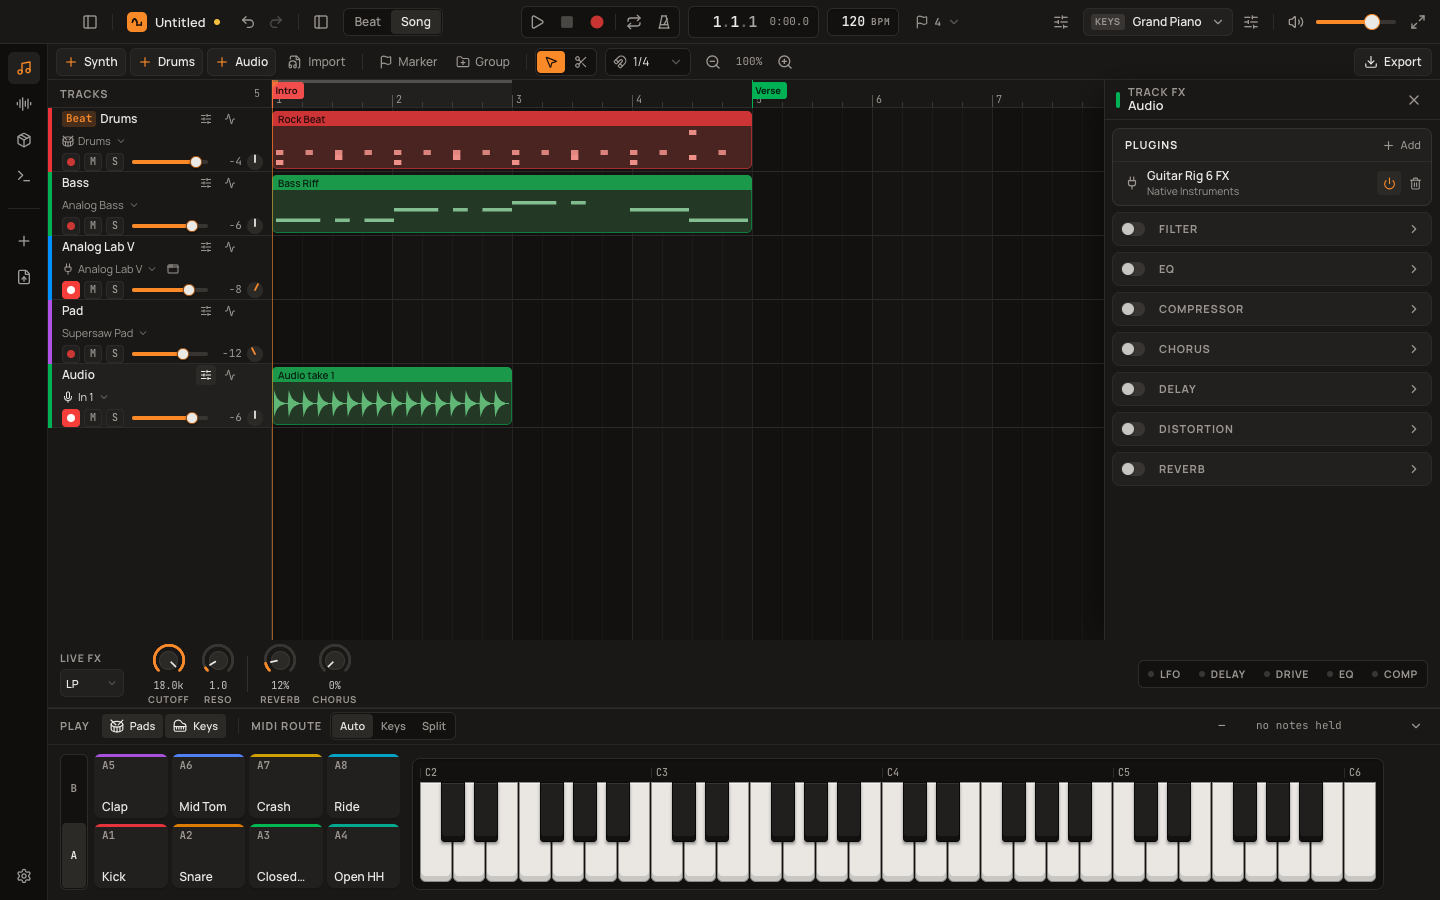 Untitled
Beat Song
1.1.1 0:00.0
120 BPM
4
KEYS Grand Piano
Synth Drums Audio Import Marker Group 1/4 100% Export
TRACKS 5
Intro Verse
1 2 3 4 5 6 7
Beat Drums
Drums
M S -4
Rock Beat
Bass
Analog Bass
M S -6
Bass Riff
Analog Lab V
Analog Lab V
M S -8
Pad
Supersaw Pad
M S -12
Audio
In 1
M S -6
Audio take 1
TRACK FX
Audio
PLUGINS Add
Guitar Rig 6 FX
Native Instruments
FILTER
EQ
COMPRESSOR
CHORUS
DELAY
DISTORTION
REVERB
LIVE FX
LP
18.0k 1.0 12% 0%
CUTOFF RESO REVERB CHORUS
LFO DELAY DRIVE EQ COMP
PLAY Pads Keys MIDI ROUTE Auto Keys Split
– no notes held
B
A
A5 A6 A7 A8
Clap Mid Tom Crash Ride
A1 A2 A3 A4
Kick Snare Closed... Open HH
C2 C3 C4 C5 C6